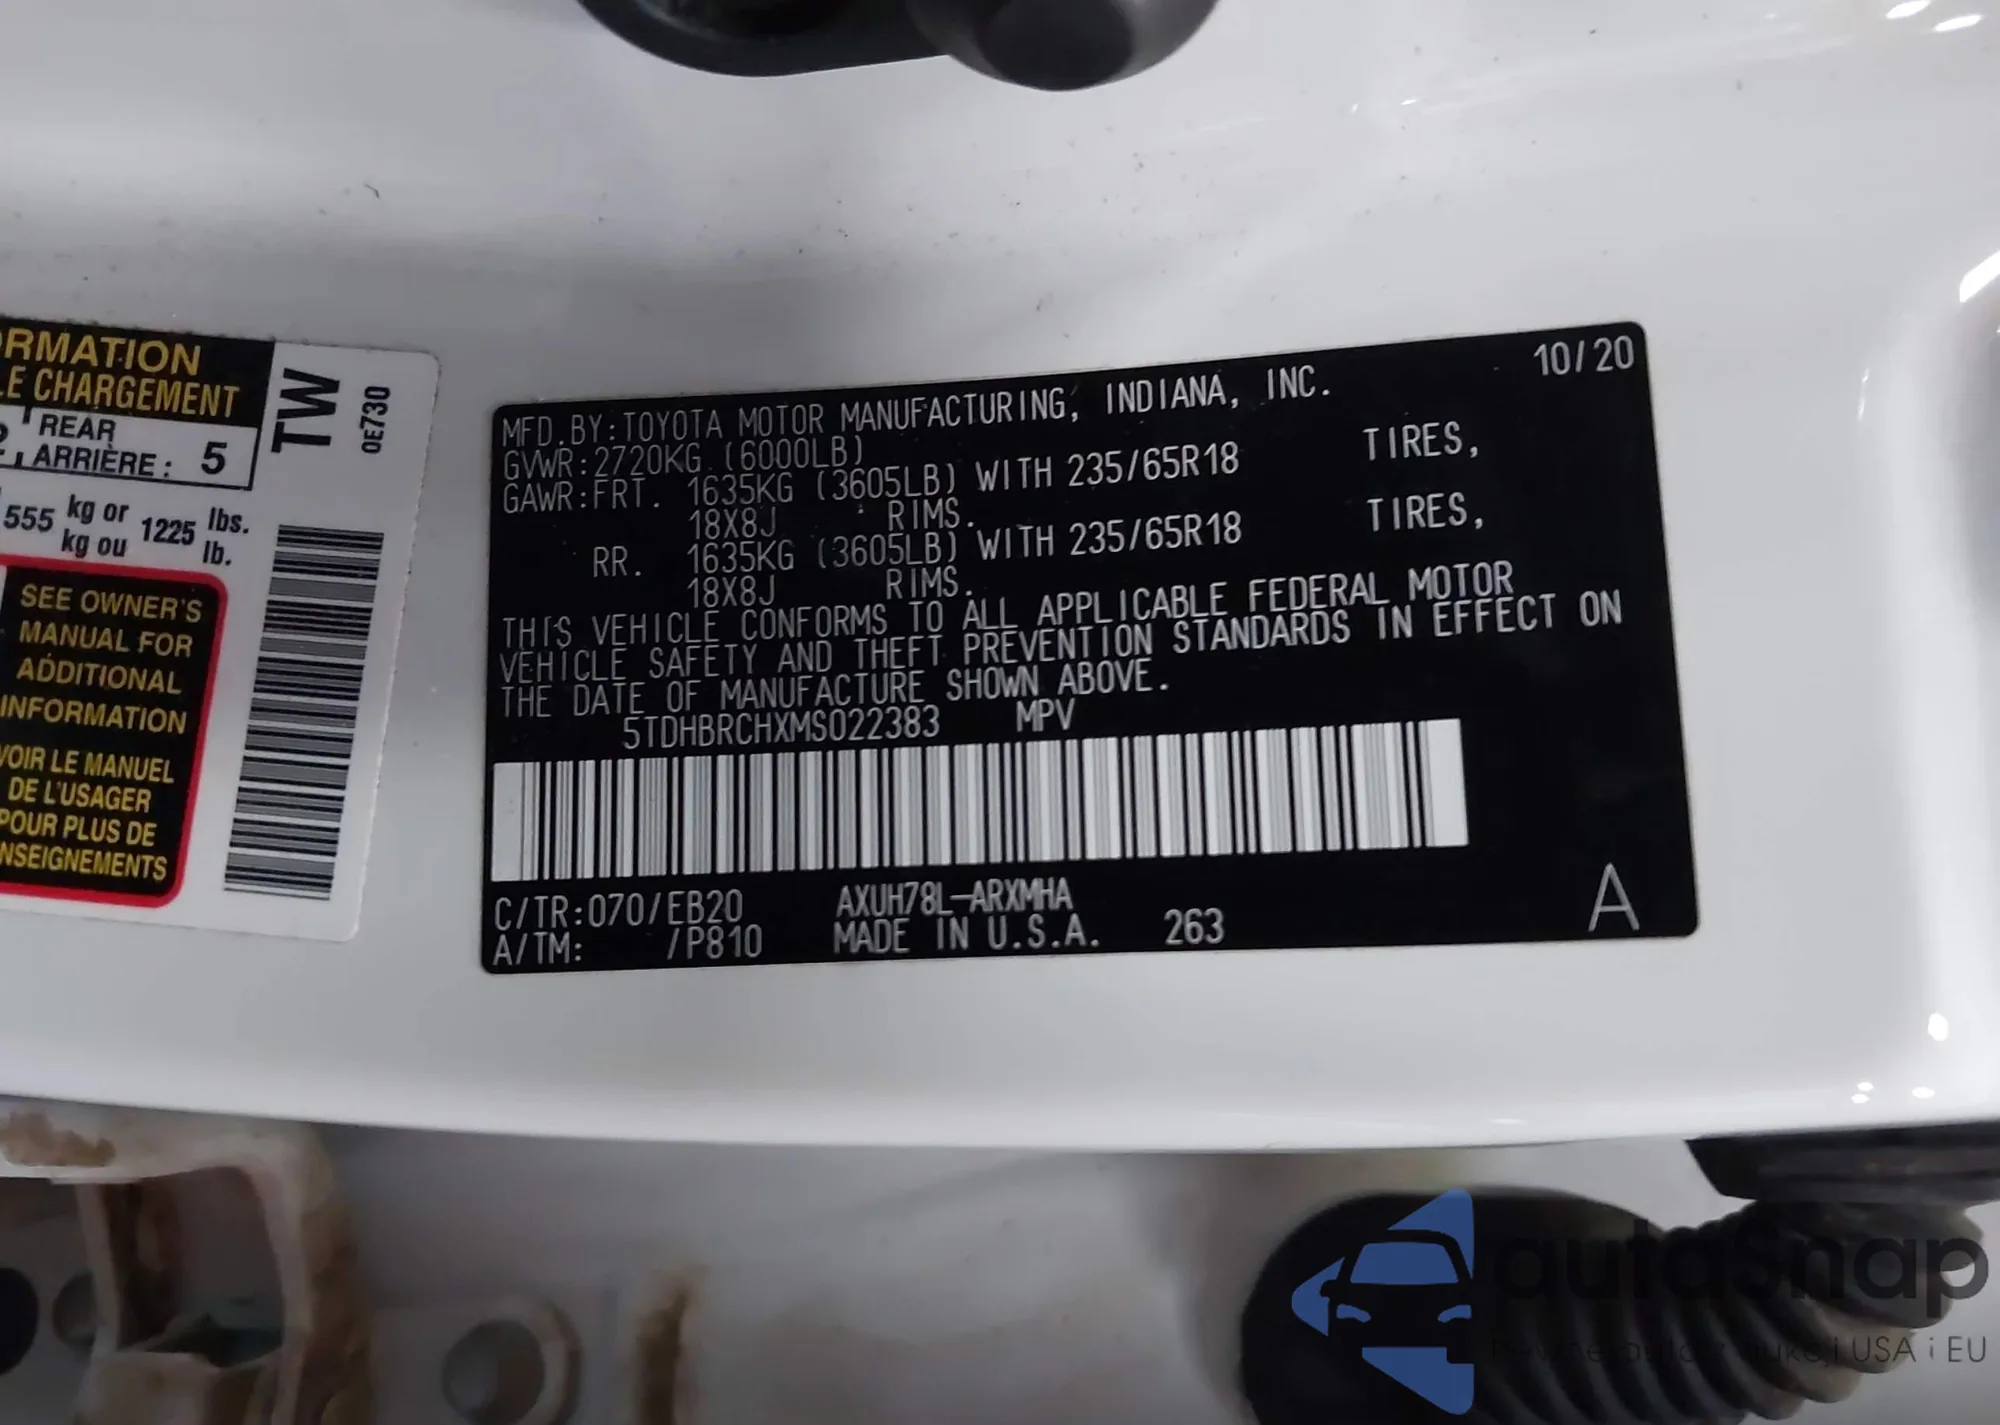 ORMATION
LE CHARGEMENT
REAR
ARRIÈRE : 5
555 kg or 1225 lbs.
kg ou lb.
SEE OWNER'S
MANUAL FOR
ADDITIONAL
INFORMATION
VOIR LE MANUEL
DE L'USAGER
POUR PLUS DE
NSEIGNEMENTS
TW
0E730
10/20
MFD.BY:TOYOTA MOTOR MANUFACTURING, INDIANA, INC.
GVWR:2720KG (6000LB)
GAWR:FRT. 1635KG (3605LB) WITH 235/65R18 TIRES,
18X8J RIMS.
RR. 1635KG (3605LB) WITH 235/65R18 TIRES,
18X8J RIMS.
THIS VEHICLE CONFORMS TO ALL APPLICABLE FEDERAL MOTOR
VEHICLE SAFETY AND THEFT PREVENTION STANDARDS IN EFFECT ON
THE DATE OF MANUFACTURE SHOWN ABOVE.
5TDHBRCHXMS022383 MPV
C/TR:070/EB20 AXUH78L-ARXMHA
A/TM: /P810 MADE IN U.S.A. 263
A
autasnap
USA i EU